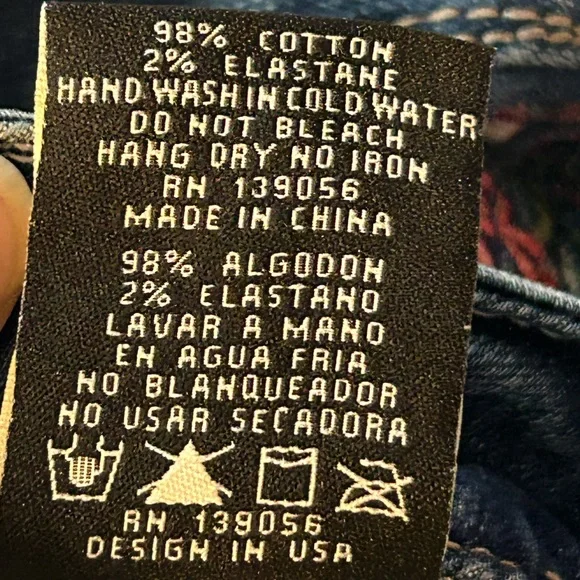 98% COTTON
2% ELASTANE
HAND WASH IN COLD WATER
DO NOT BLEACH
HANG DRY NO IRON
RN 139056
MADE IN CHINA
98% ALGODON
2% ELASTANO
LAVAR A MANO
EN AGUA FRIA
NO BLANQUEADOR
NO USAR SECADORA
RN 139056
DESIGN IN USA